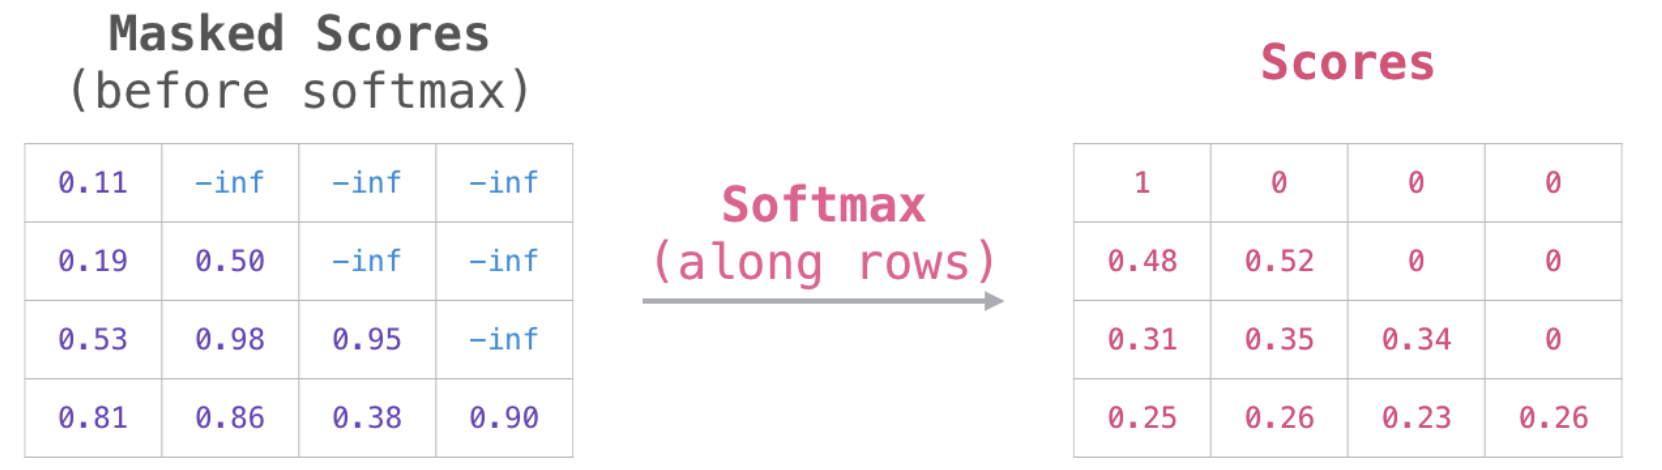 Masked Scores
(before softmax)
0.11 -inf -inf -inf
0.19 0.50 -inf -inf
0.53 0.98 0.95 -inf
0.81 0.86 0.38 0.90
Softmax
(along rows)
Scores
1 0 0 0
0.48 0.52 0 0
0.31 0.35 0.34 0
0.25 0.26 0.23 0.26